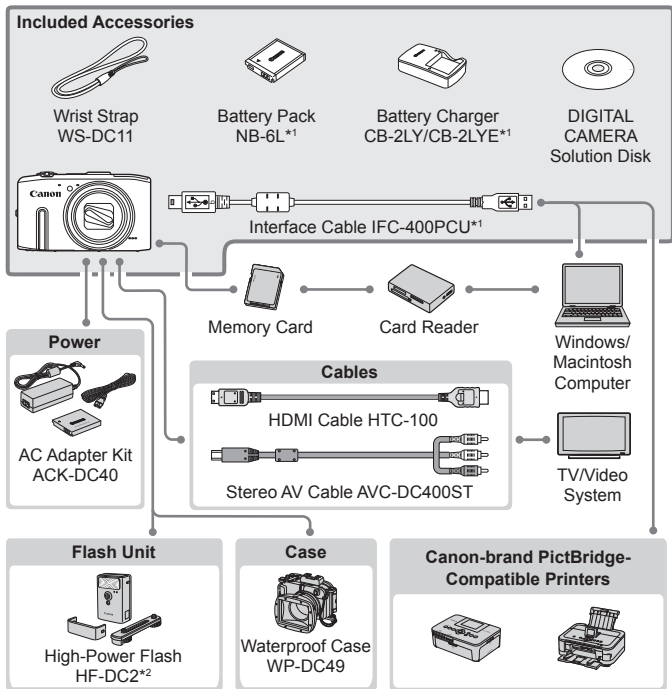 Included Accessories
Wrist Strap
WS-DC11
Battery Pack
NB-6L*1
Battery Charger
CB-2LY/CB-2LYE*1
DIGITAL
CAMERA
Solution Disk
Canon
Interface Cable IFC-400PCU*1
Memory Card
Card Reader
Windows/
Macintosh
Computer
Power
AC Adapter Kit
ACK-DC40
Cables
HDMI Cable HTC-100
Stereo AV Cable AVC-DC400ST
TV/Video
System
Flash Unit
High-Power Flash
HF-DC2*2
Case
Waterproof Case
WP-DC49
Canon-brand PictBridge-
Compatible Printers